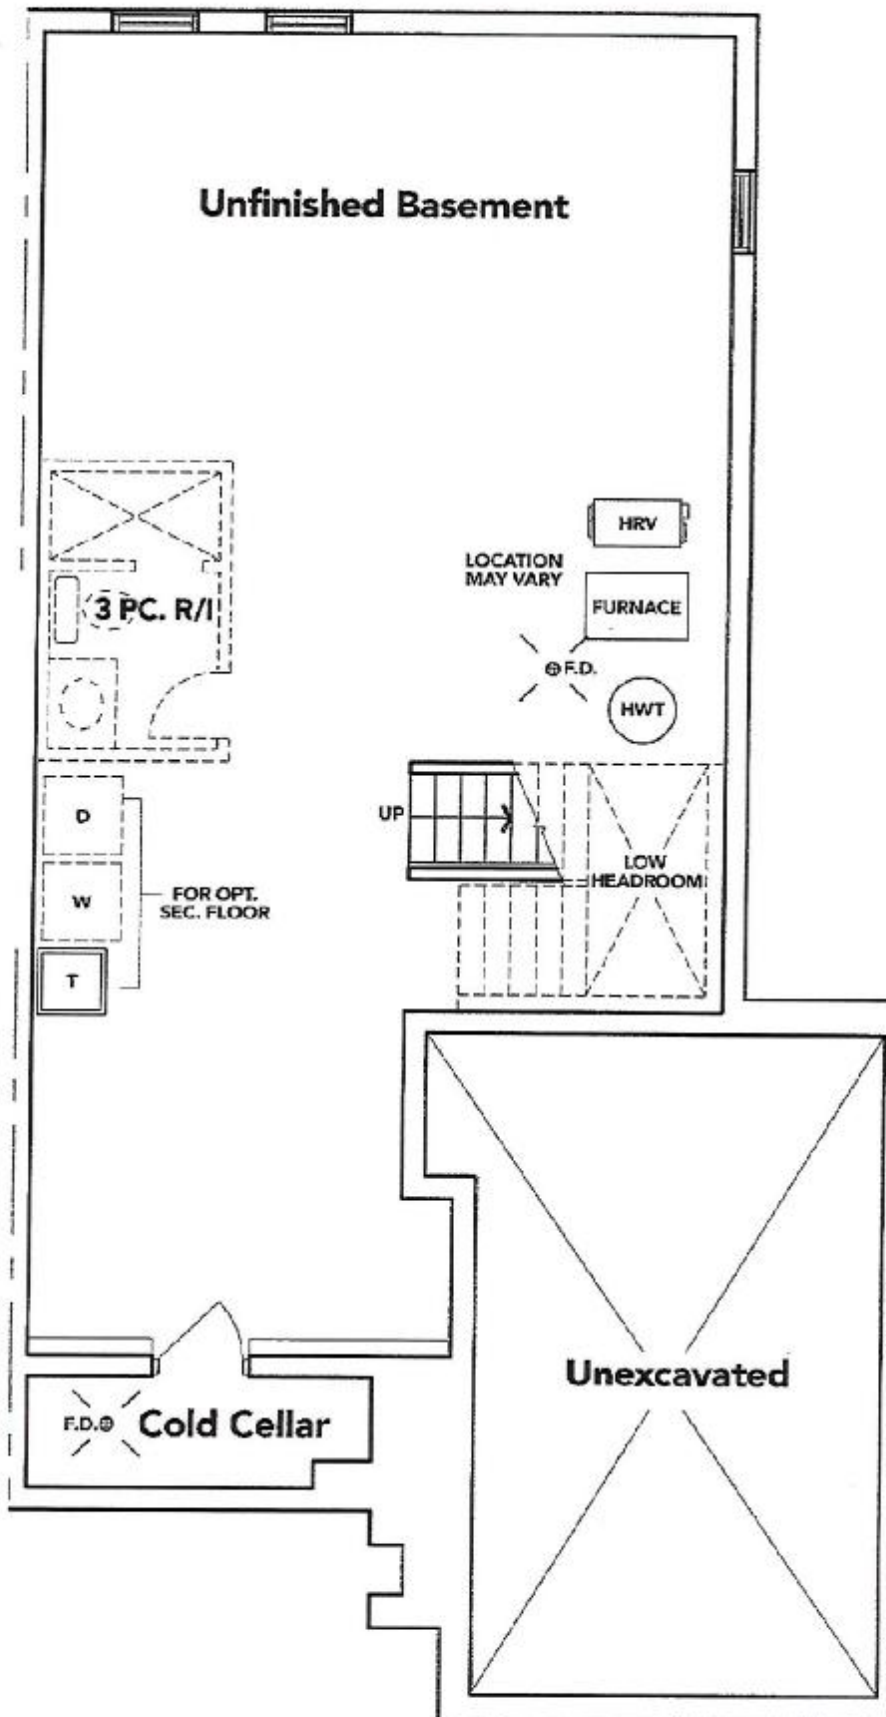 Unfinished Basement
HRV
LOCATION
MAY VARY
FURNACE
3 PC. R/I
F.D.
HWT
D
UP
W
LOW
HEADROOM
FOR OPT.
SEC. FLOOR
T
Unexcavated
F.D.
Cold Cellar